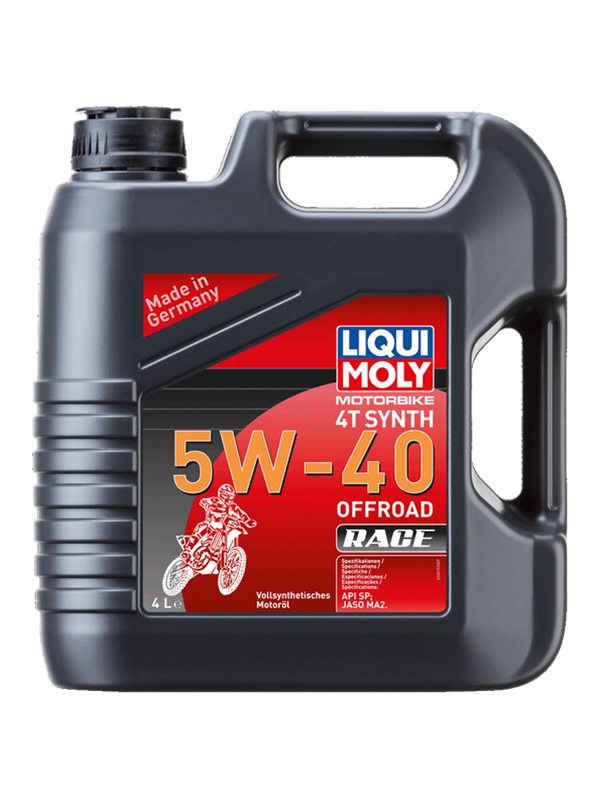 Made in
Germany
LIQUI
MOLY
MOTORBIKE
4T SYNTH
5W-40
OFFROAD
RACE
Spezifikationen /
Specifications /
Specifiche /
Especificaciones /
Especificações /
Spécifications:
API SP;
JASO MA2.
Vollsynthetisches
Motoröl
4 L e